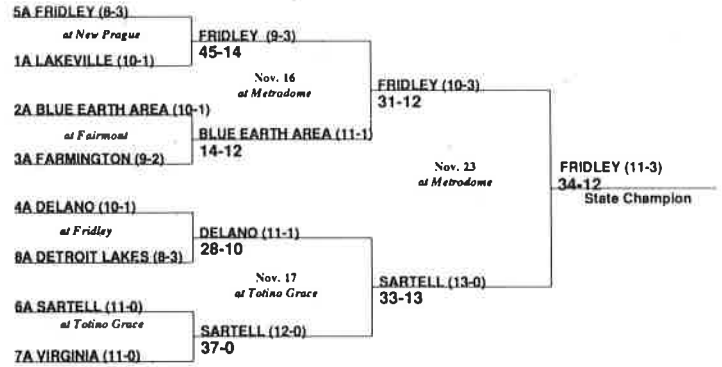 5A FRIDLEY (8-3)
at New Prague
1A LAKEVILLE (10-1)
FRIDLEY (9-3)
45-14
Nov. 16
at Metrodome
2A BLUE EARTH AREA (10-1)
at Fairmont
3A FARMINGTON (9-2)
BLUE EARTH AREA (11-1)
14-12
FRIDLEY (10-3)
31-12
Nov. 23
at Metrodome
FRIDLEY (11-3)
34-12
State Champion
4A DELANO (10-1)
at Fridley
8A DETROIT LAKES (8-3)
DELANO (11-1)
28-10
Nov. 17
at Totino Grace
6A SARTELL (11-0)
at Totino Grace
7A VIRGINIA (11-0)
SARTELL (12-0)
37-0
SARTELL (13-0)
33-13